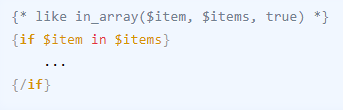 {* like in_array($item, $items, true) *}
{if $item in $items}
    ...
{/if}